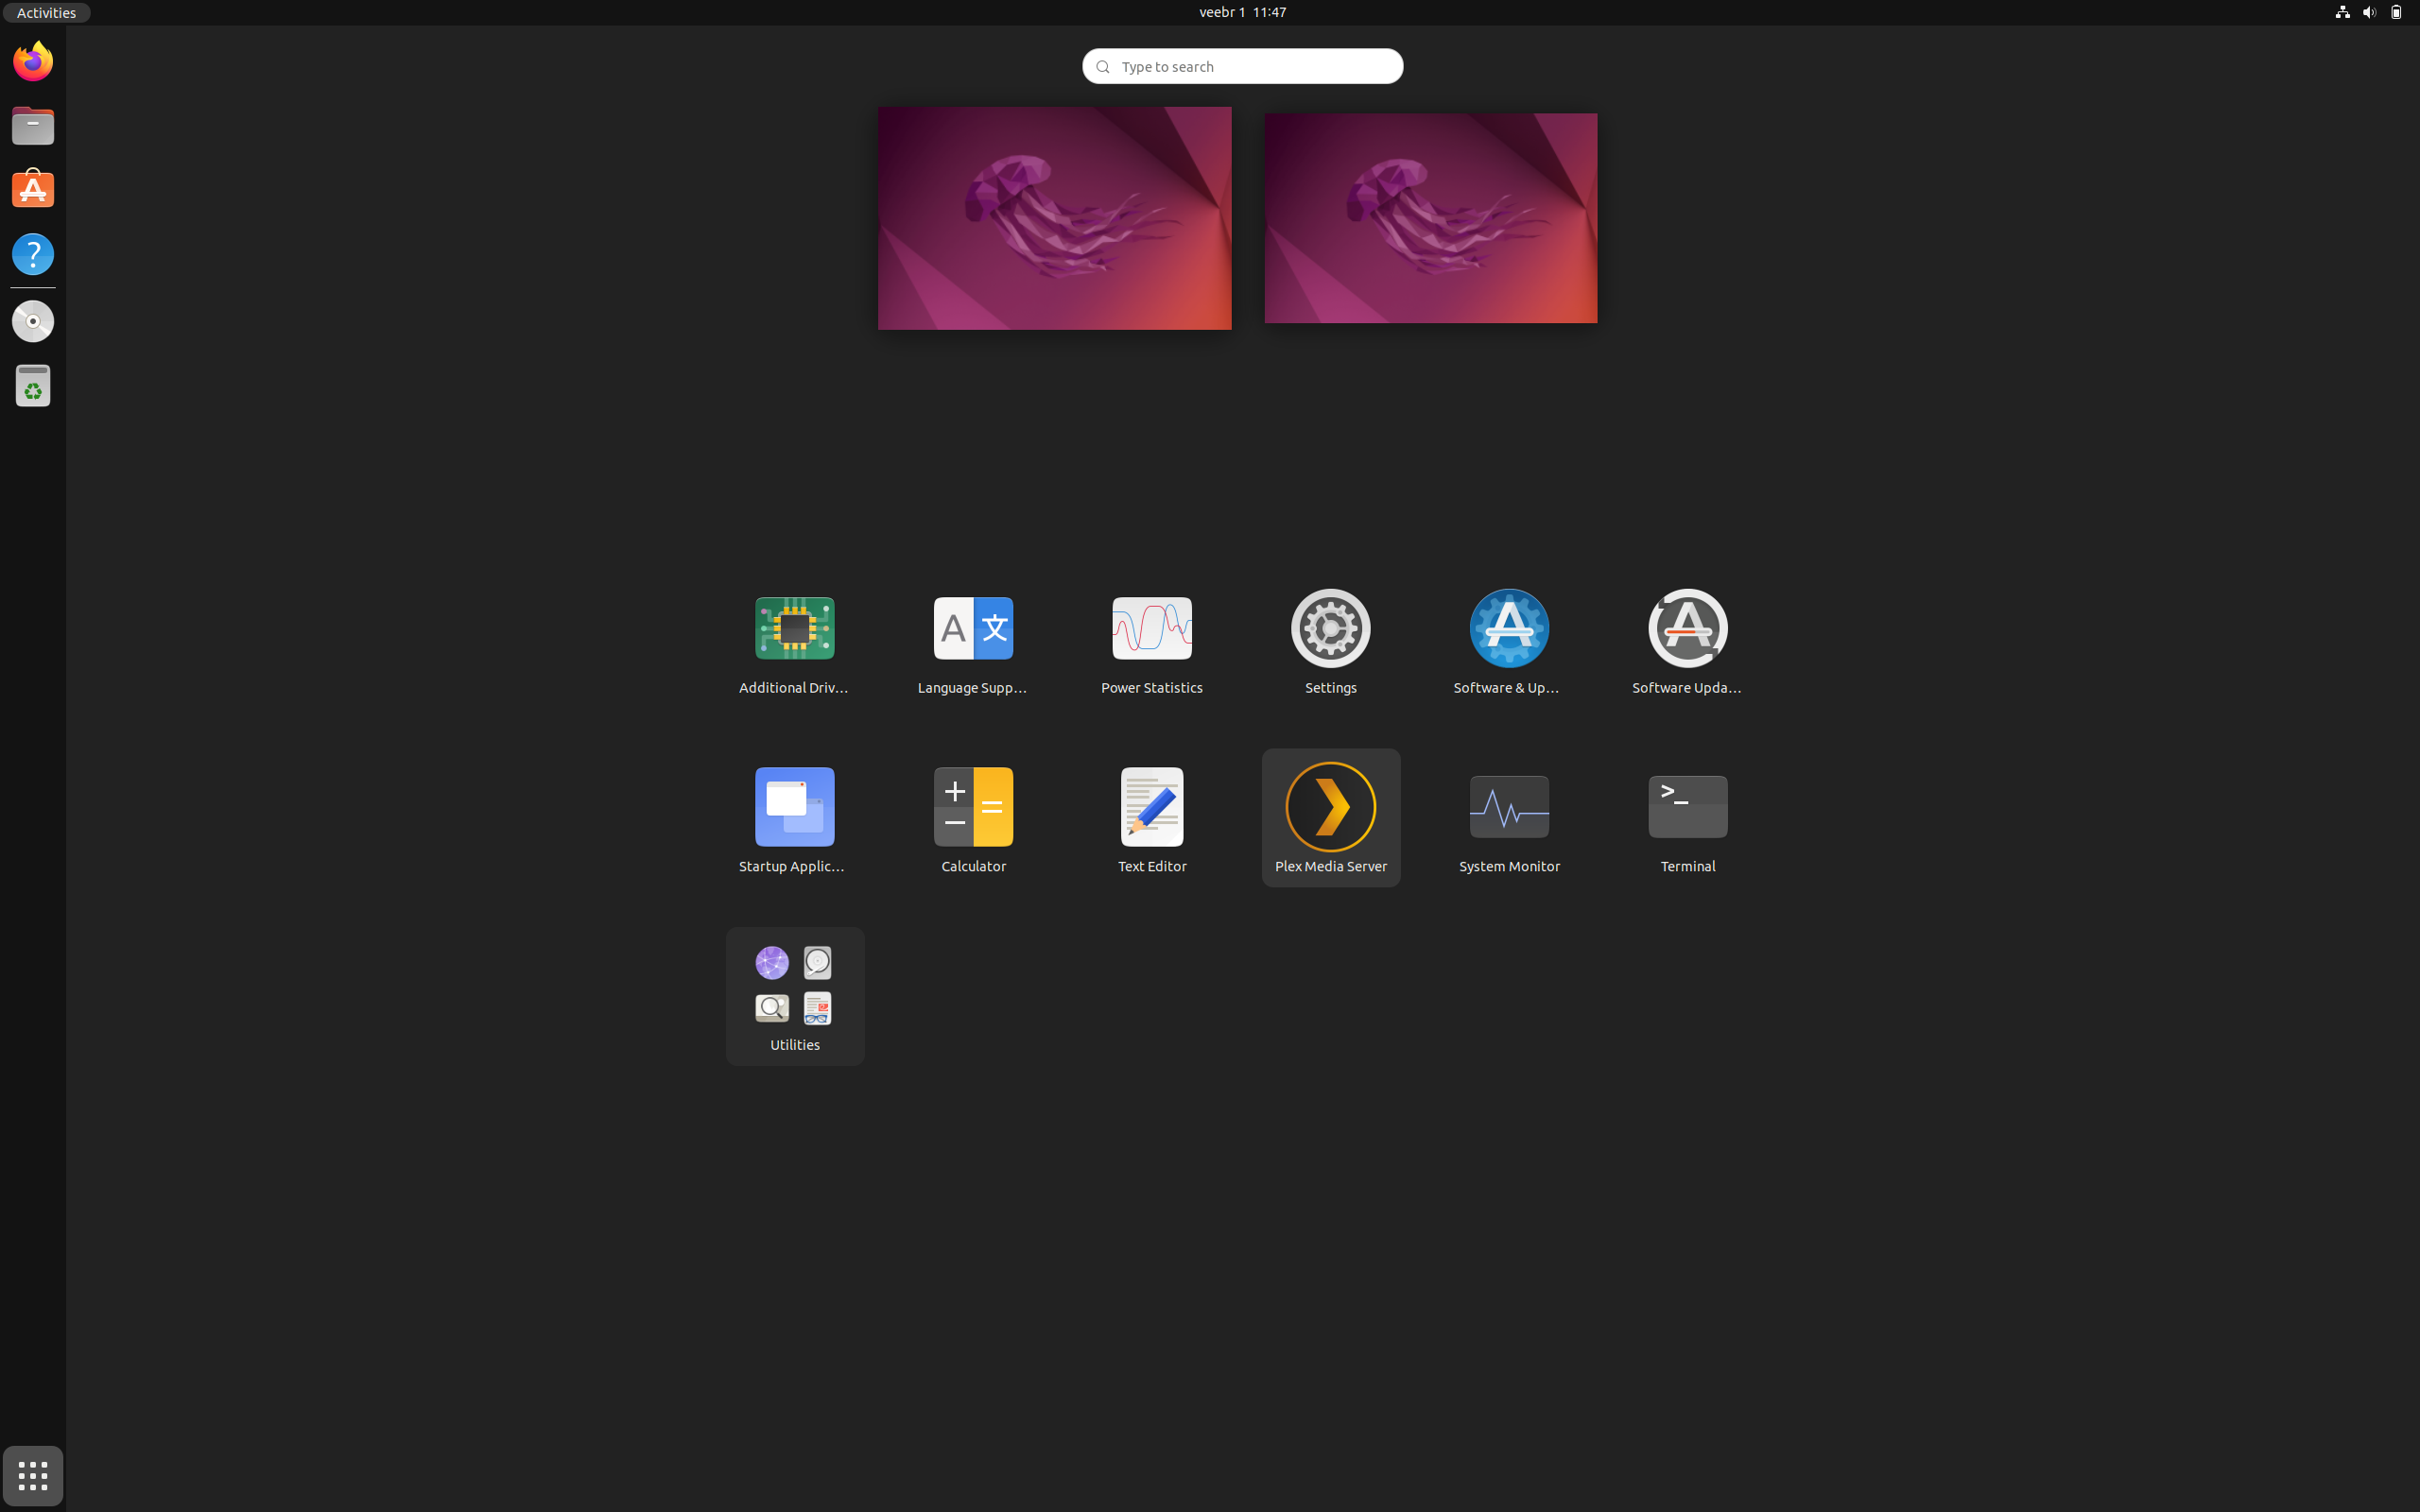 Activities
veebr 1 11:47
Type to search
Additional Driv...
Language Supp...
Power Statistics
Settings
Software & Up...
Software Upda...
Startup Applic...
Calculator
Text Editor
Plex Media Server
System Monitor
Terminal
Utilities